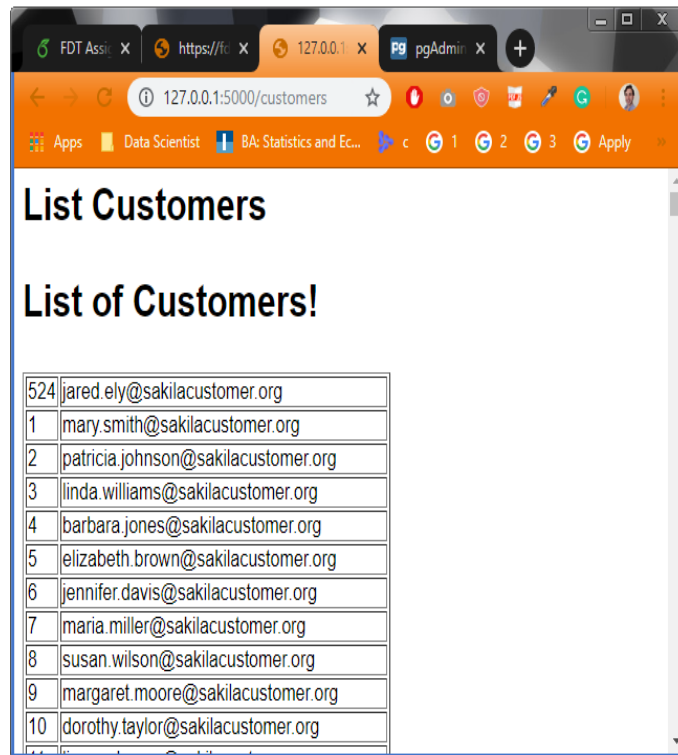 FDT Assig
https://fd
127.0.0.1
pgAdmin
127.0.0.1:5000/customers
Apps Data Scientist BA: Statistics and Ec... c 1 2 3 Apply »
List Customers
List of Customers!
524 jared.ely@sakilacustomer.org
1 mary.smith@sakilacustomer.org
2 patricia.johnson@sakilacustomer.org
3 linda.williams@sakilacustomer.org
4 barbara.jones@sakilacustomer.org
5 elizabeth.brown@sakilacustomer.org
6 jennifer.davis@sakilacustomer.org
7 maria.miller@sakilacustomer.org
8 susan.wilson@sakilacustomer.org
9 margaret.moore@sakilacustomer.org
10 dorothy.taylor@sakilacustomer.org